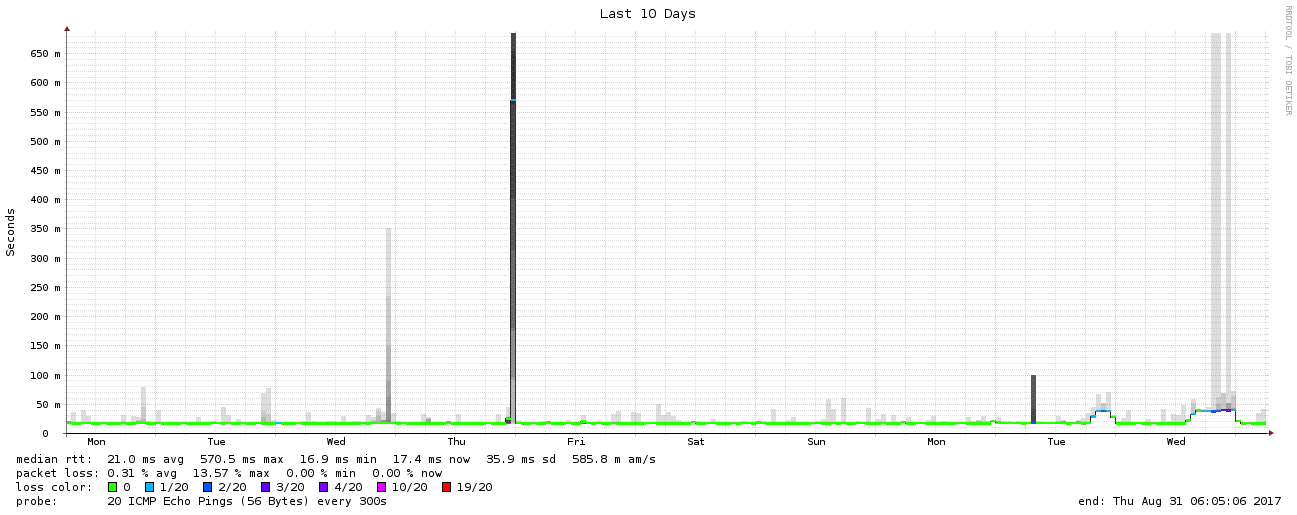 Last 10 Days
RRDTOOL / TOBI OETIKER
Seconds
650 m
600 m
550 m
500 m
450 m
400 m
350 m
300 m
250 m
200 m
150 m
100 m
50 m
0
Mon Tue Wed Thu Fri Sat Sun Mon Tue Wed
median rtt: 21.0 ms avg 570.5 ms max 16.9 ms min 17.4 ms now 35.9 ms sd 585.8 m am/s
packet loss: 0.31 % avg 13.57 % max 0.00 % min 0.00 % now
loss color: 0 1/20 2/20 3/20 4/20 10/20 19/20
probe: 20 ICMP Echo Pings (56 Bytes) every 300s end: Thu Aug 31 06:05:06 2017